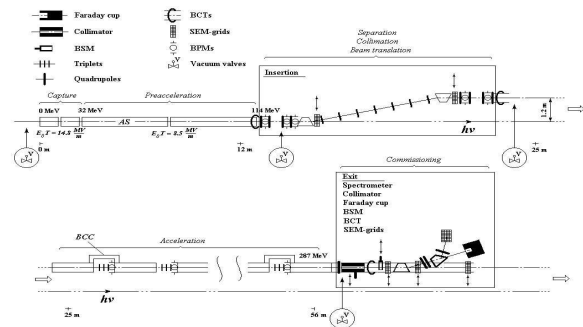 Faraday cup
Collimator
BSM
Triplets
Quadrupoles
BCTs
SEM-grids
BPMs
Vacuum valves
V
Separation
Collimation
Beam translation
Insertion
Capture
Preacceleration
0 MeV
32 MeV
114 MeV
AS
E₀T = 14.8 MV/m
E₀T = 8.5 MV/m
hν
1.2 m
V
V
V
0 m
12 m
25 m
Commissioning
Exit
Spectrometer
Collimator
Faraday cup
BSM
BCT
SEM-grids
BCC
Acceleration
287 MeV
hν
25 m
56 m
V